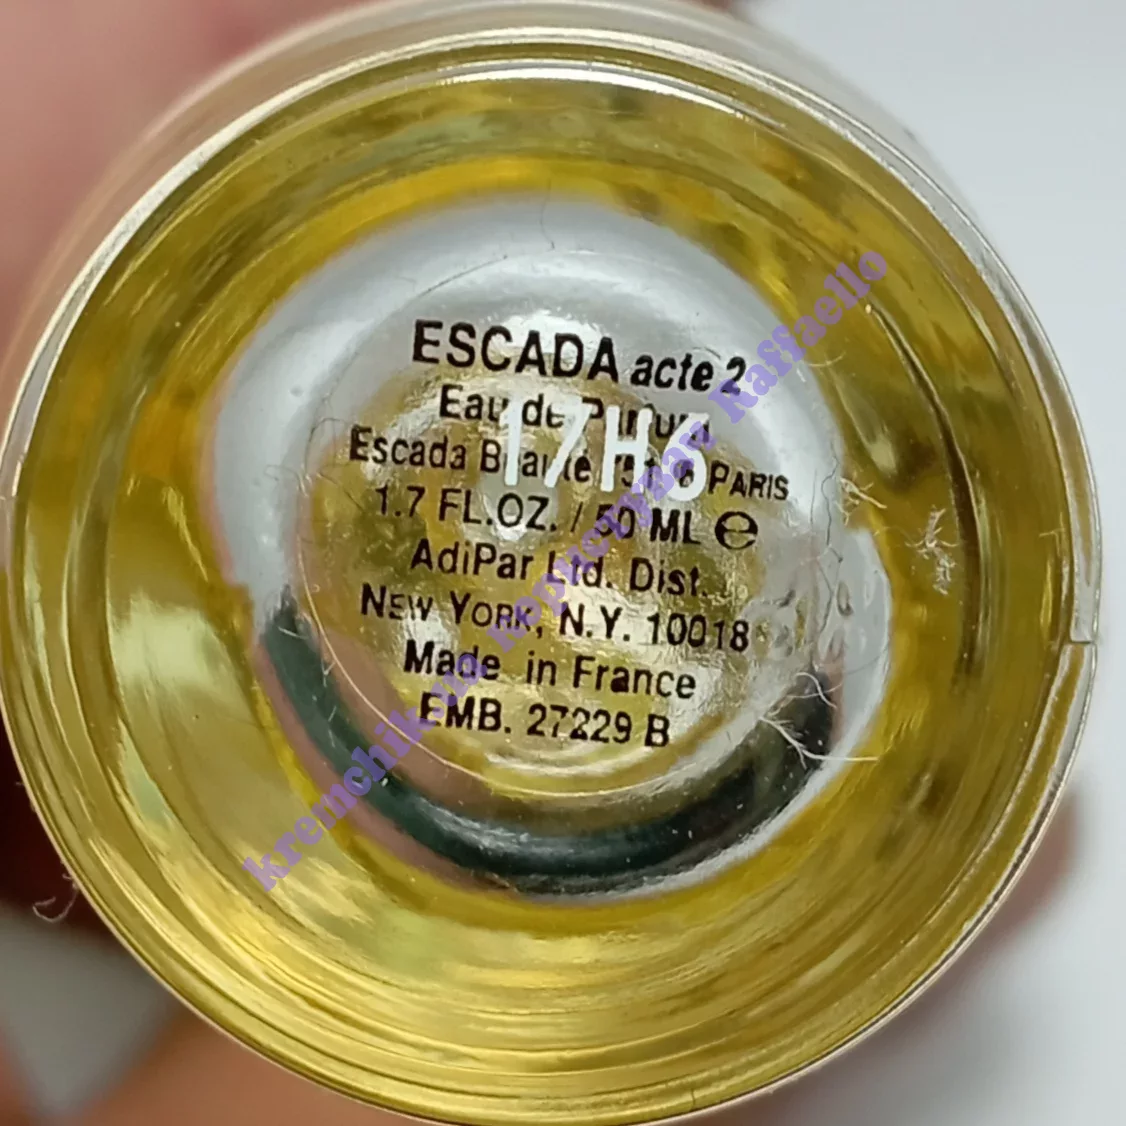 ESCADA acte 2
Eau de Parfum
17H6
Escada Beauté PARIS
1.7 FL.OZ. / 50 ML e
AdiPar Ltd. Dist.
NEW YORK, N.Y. 10018
Made in France
EMB. 27229 B
Raffaello